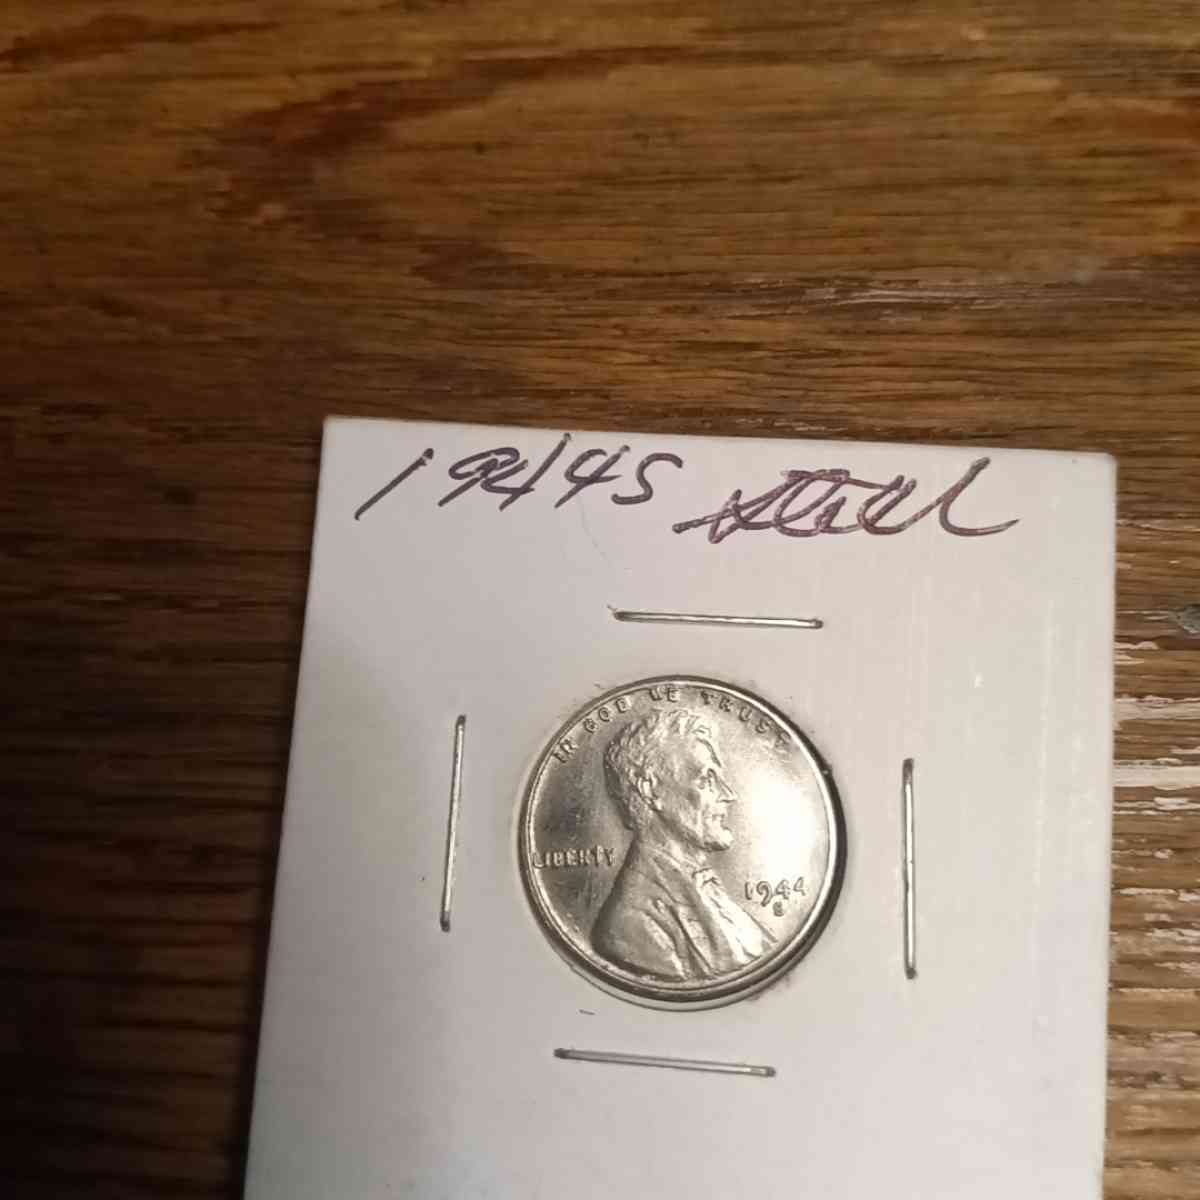 1944S Steel
IN GOD WE TRUST
LIBERTY
1944
S